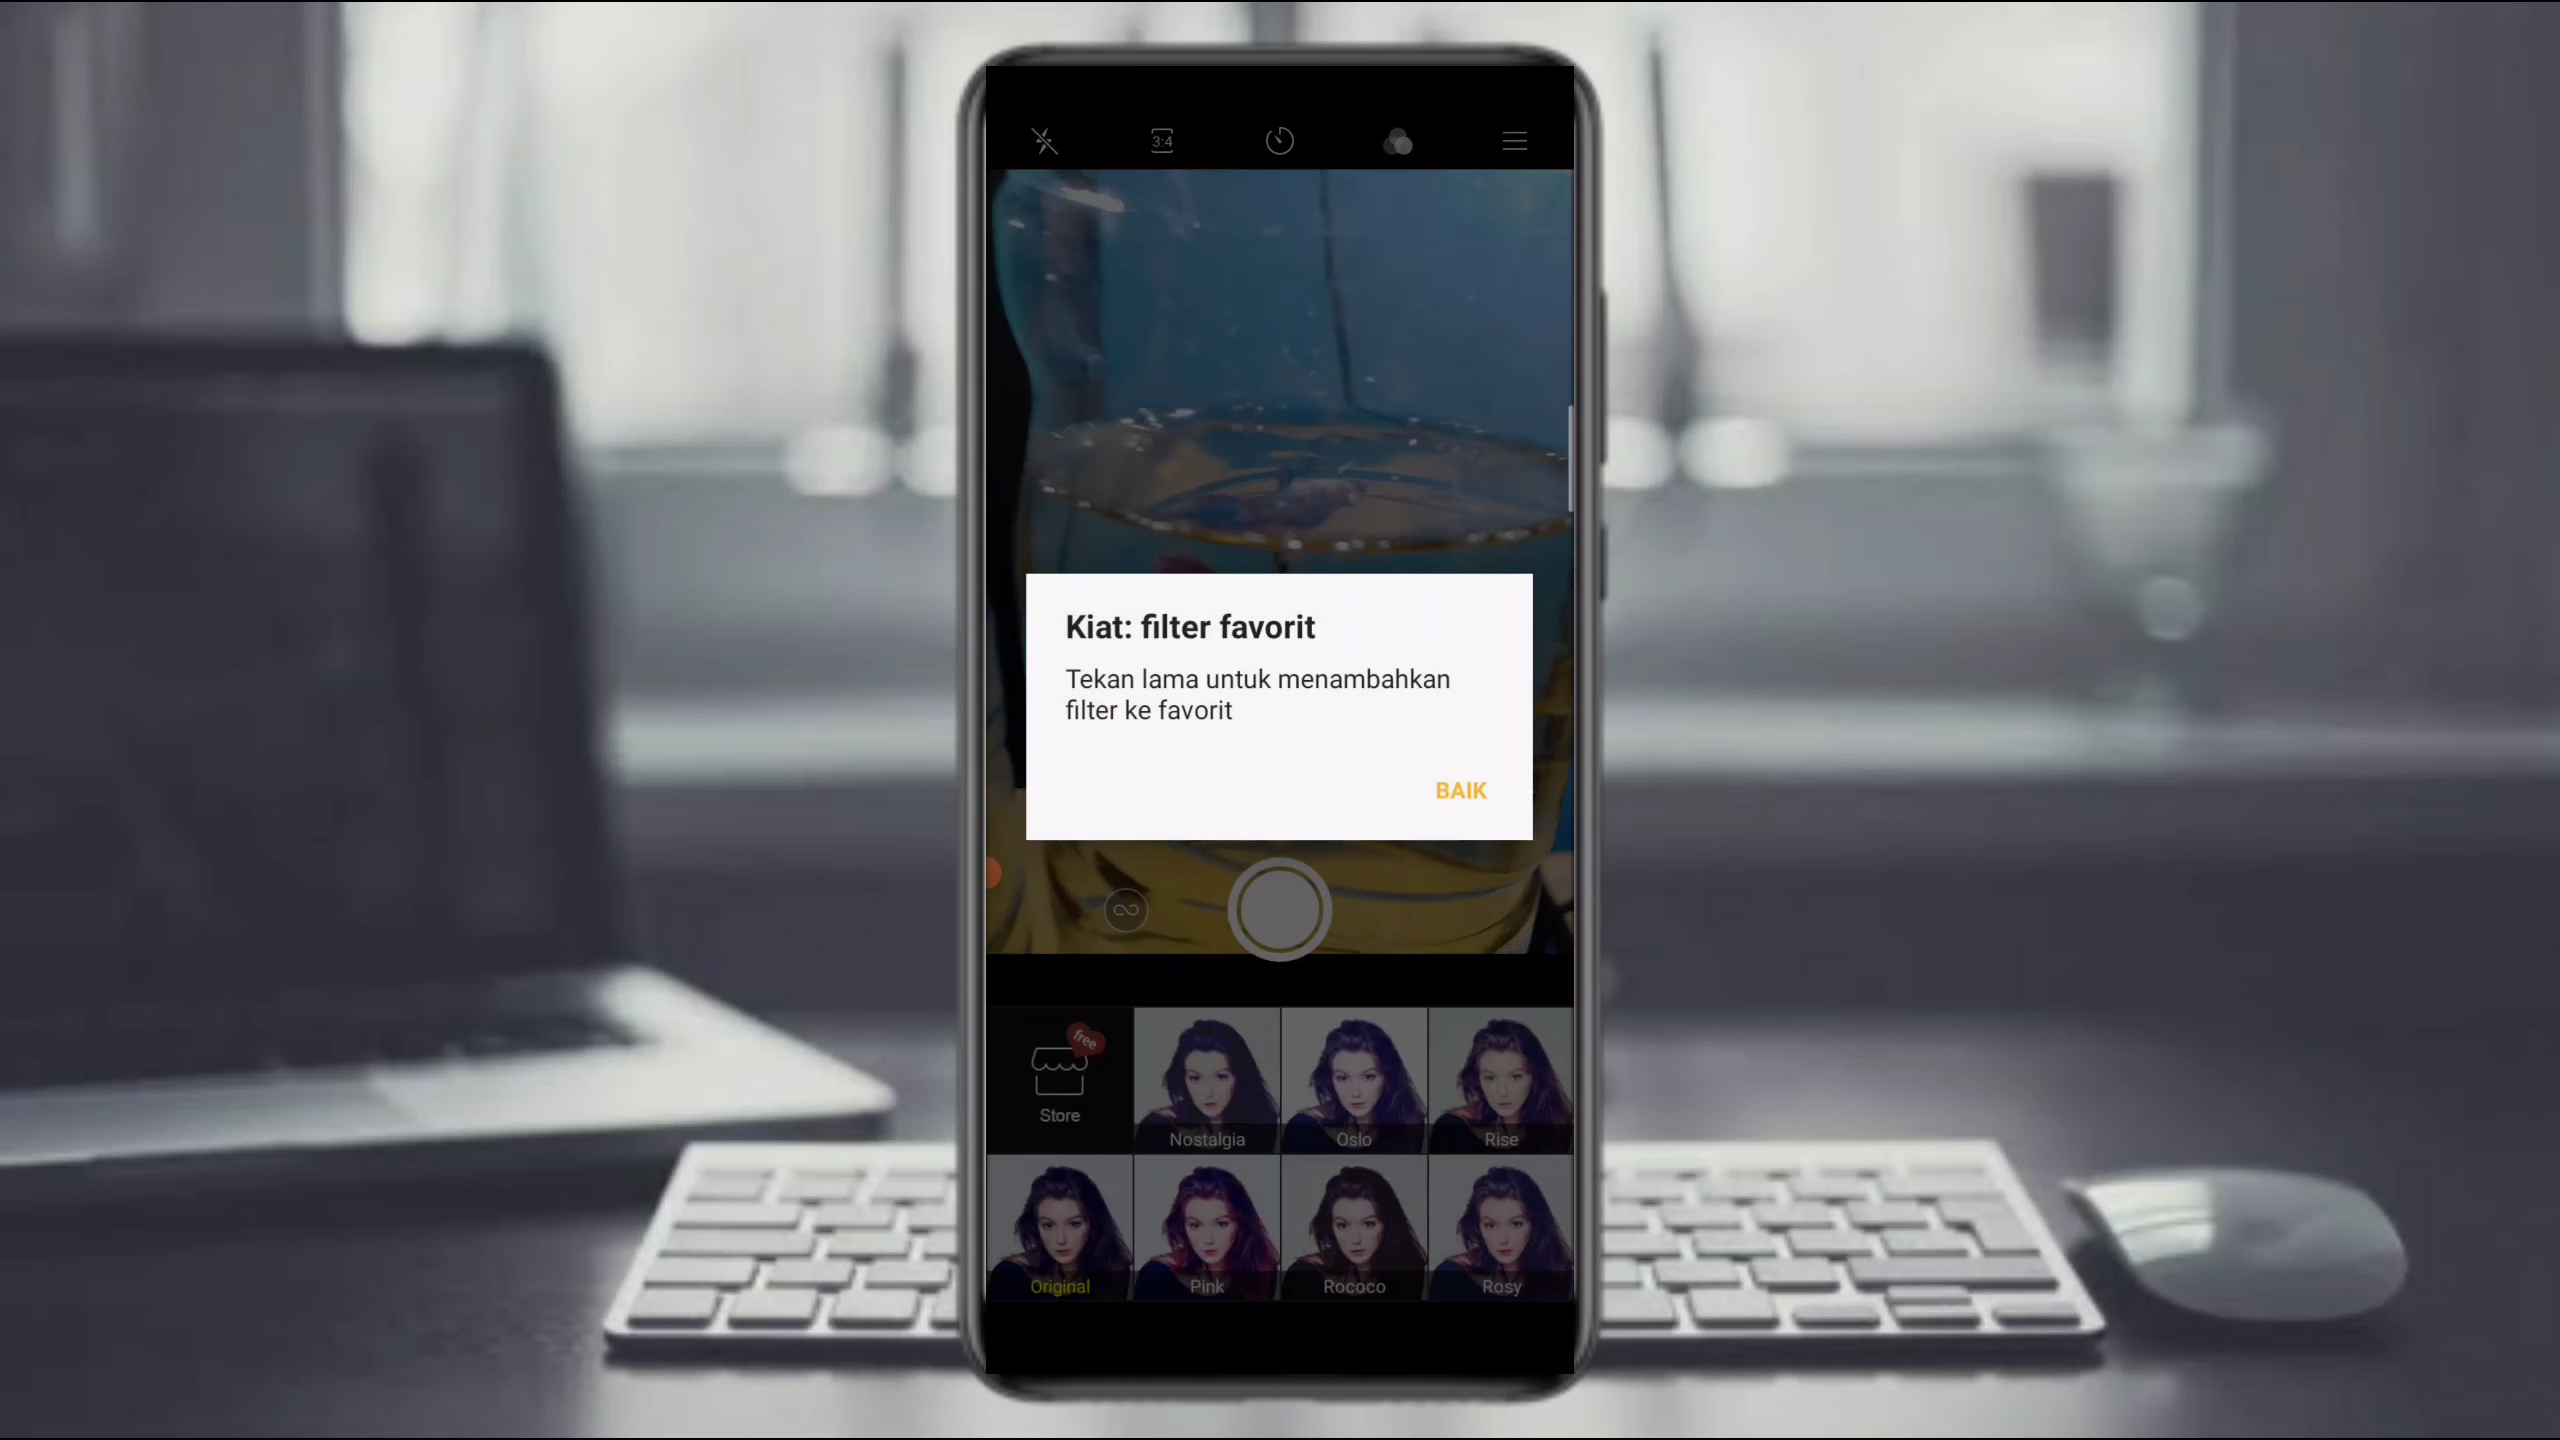 3:4
Kiat: filter favorit
Tekan lama untuk menambahkan
filter ke favorit
BAIK
free
Store
Nostalgia
Oslo
Rise
Original
Pink
Rococo
Rosy